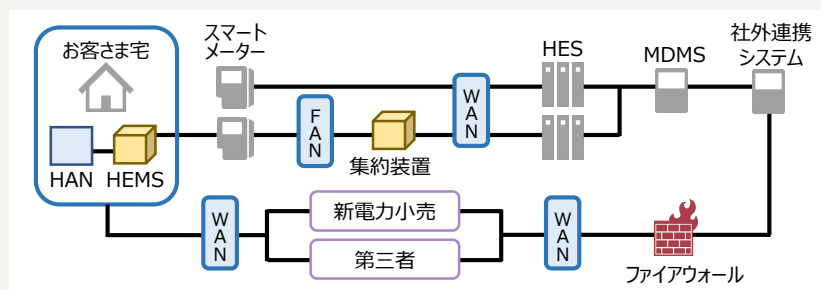 お客さま宅
HAN
HEMS
スマート
メーター
FAN
集約装置
WAN
HES
MDMS
社外連携
システム
WAN
新電力小売
第三者
WAN
ファイアウォール